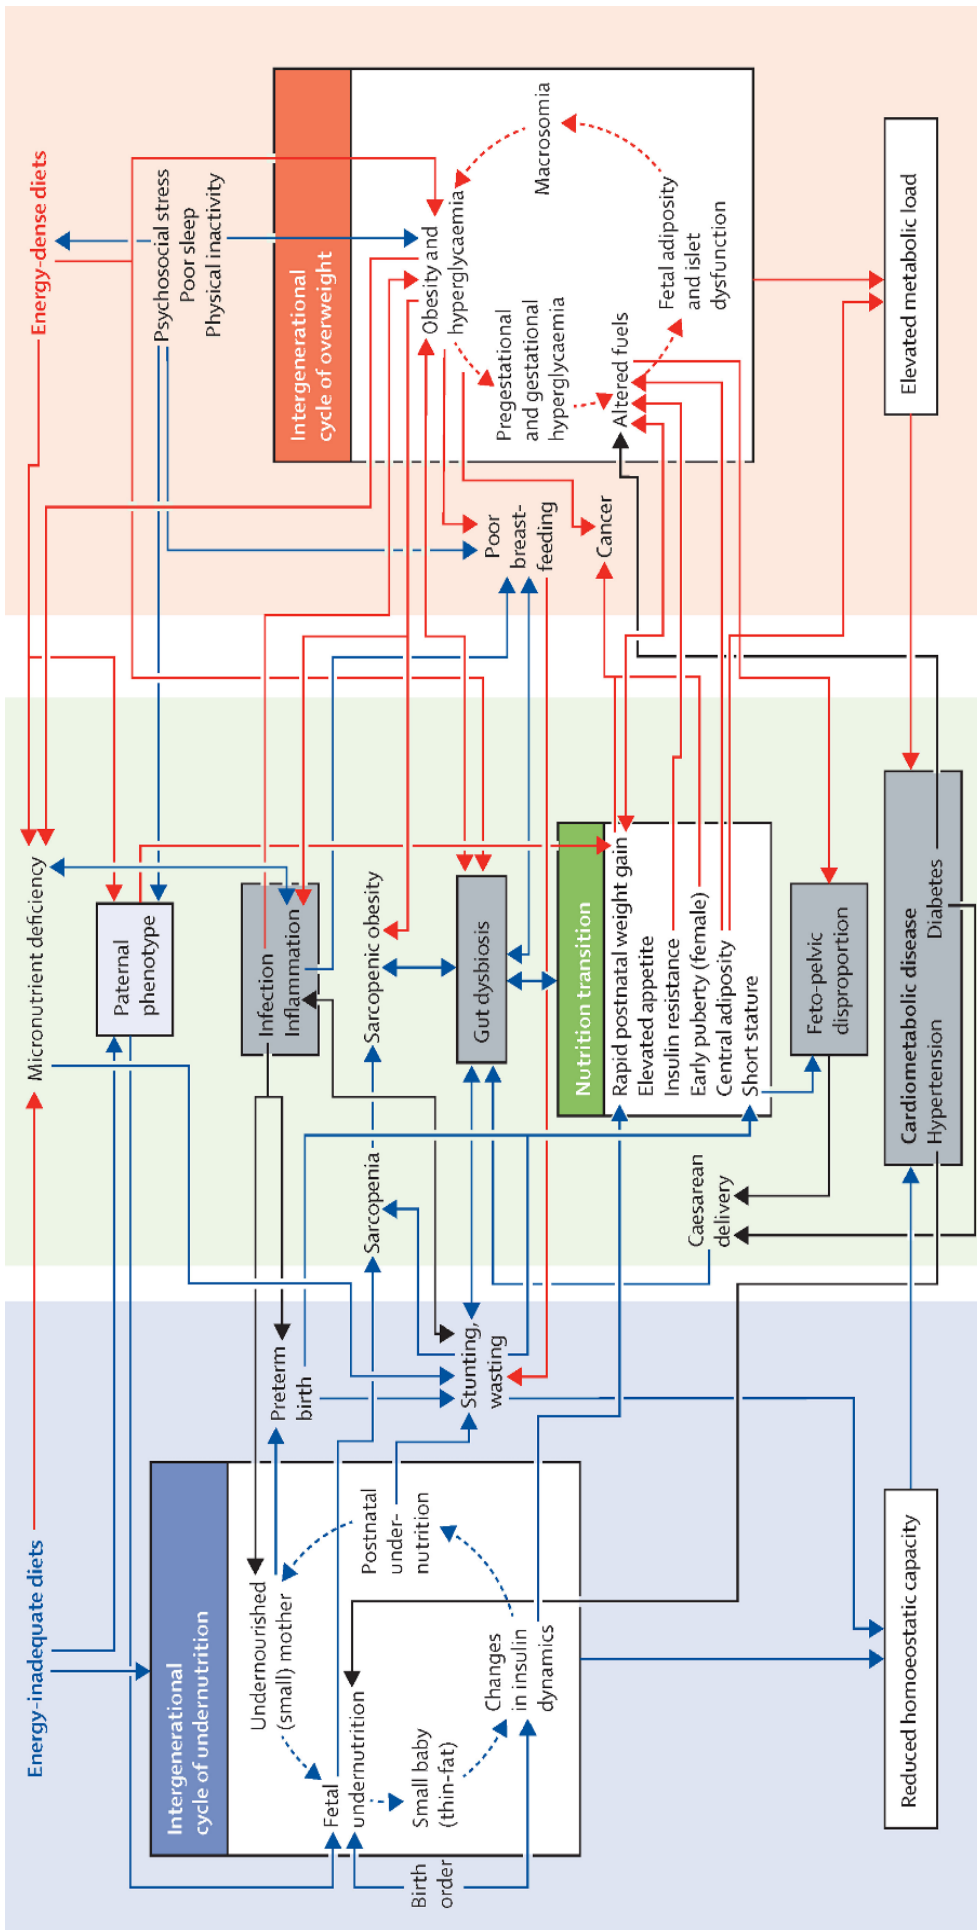 Energy-inadequate diets
Intergenerational
cycle of undernutrition
Undernourished
(small) mother
Fetal
undernutrition
Small baby
(thin-fat)
Changes
in insulin
dynamics
Postnatal
under-
nutrition
Birth
order
Preterm
birth
Stunting,
wasting
Reduced homoeostatic capacity
Micronutrient deficiency
Paternal
phenotype
Infection
Inflammation
Sarcopenia
Sarcopenic obesity
Gut dysbiosis
Nutrition transition
Rapid postnatal weight gain
Elevated appetite
Insulin resistance
Early puberty (female)
Central adiposity
Short stature
Caesarean
delivery
Feto-pelvic
disproportion
Cardiometabolic disease
Hypertension
Diabetes
Energy-dense diets
Psychosocial stress
Poor sleep
Physical inactivity
Intergenerational
cycle of overweight
Obesity and
hyperglycaemia
Pregestational
and gestational
hyperglycaemia
Altered fuels
Fetal adiposity
and islet
dysfunction
Macrosomia
Poor
breast-
feeding
Cancer
Elevated metabolic load